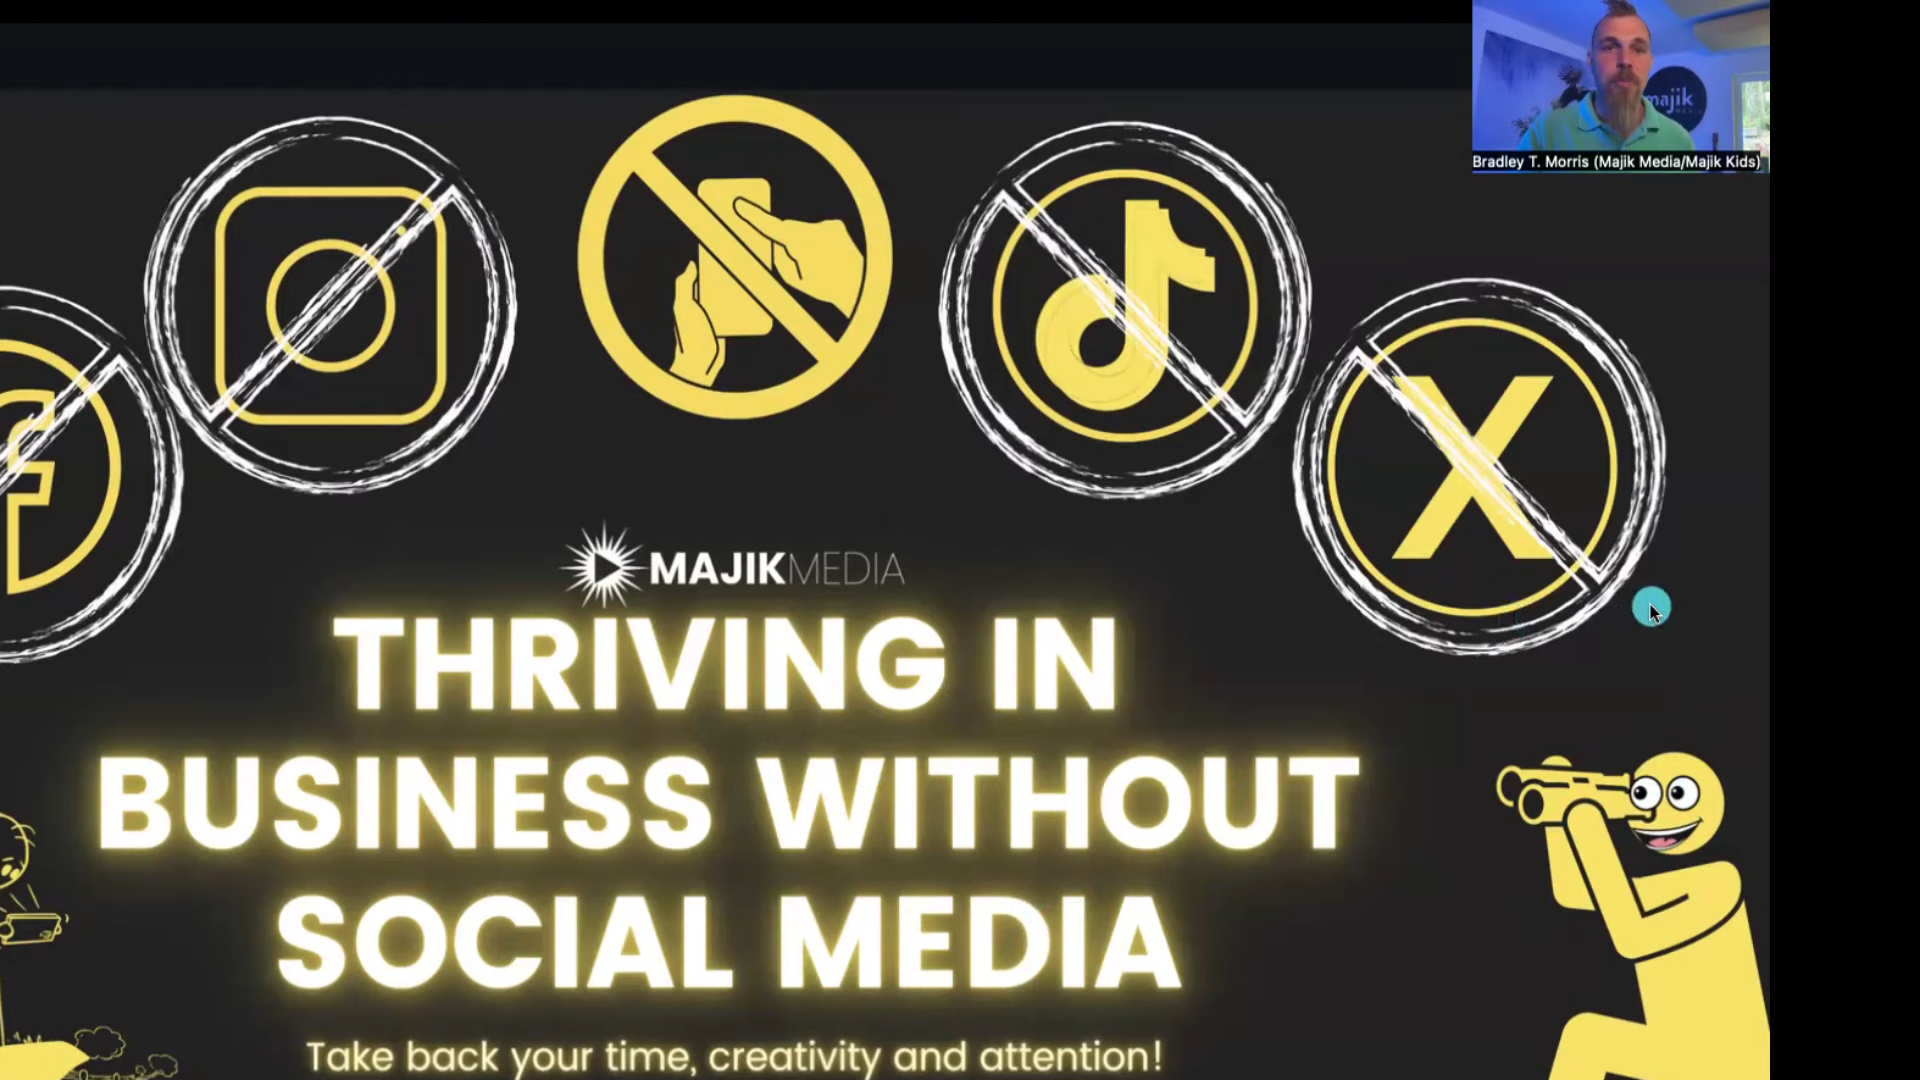 majik
Bradley T. Morris (Majik Media/Majik Kids)
X
MAJIKMEDIA
THRIVING IN
BUSINESS WITHOUT
SOCIAL MEDIA
Take back your time, creativity and attention!